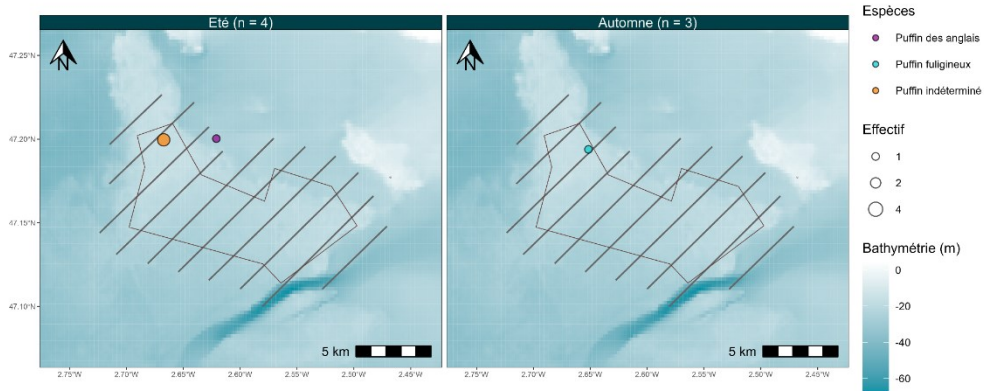 Eté (n = 4)
Automne (n = 3)
Espèces
Puffin des anglais
Puffin fuligineux
Puffin indéterminé
Effectif
1
2
4
Bathymétrie (m)
0
-20
-40
-60
47.25°N
47.20°N
47.15°N
47.10°N
N
N
5 km
5 km
2.75°W 2.70°W 2.65°W 2.60°W 2.55°W 2.50°W 2.45°W
2.75°W 2.70°W 2.65°W 2.60°W 2.55°W 2.50°W 2.45°W